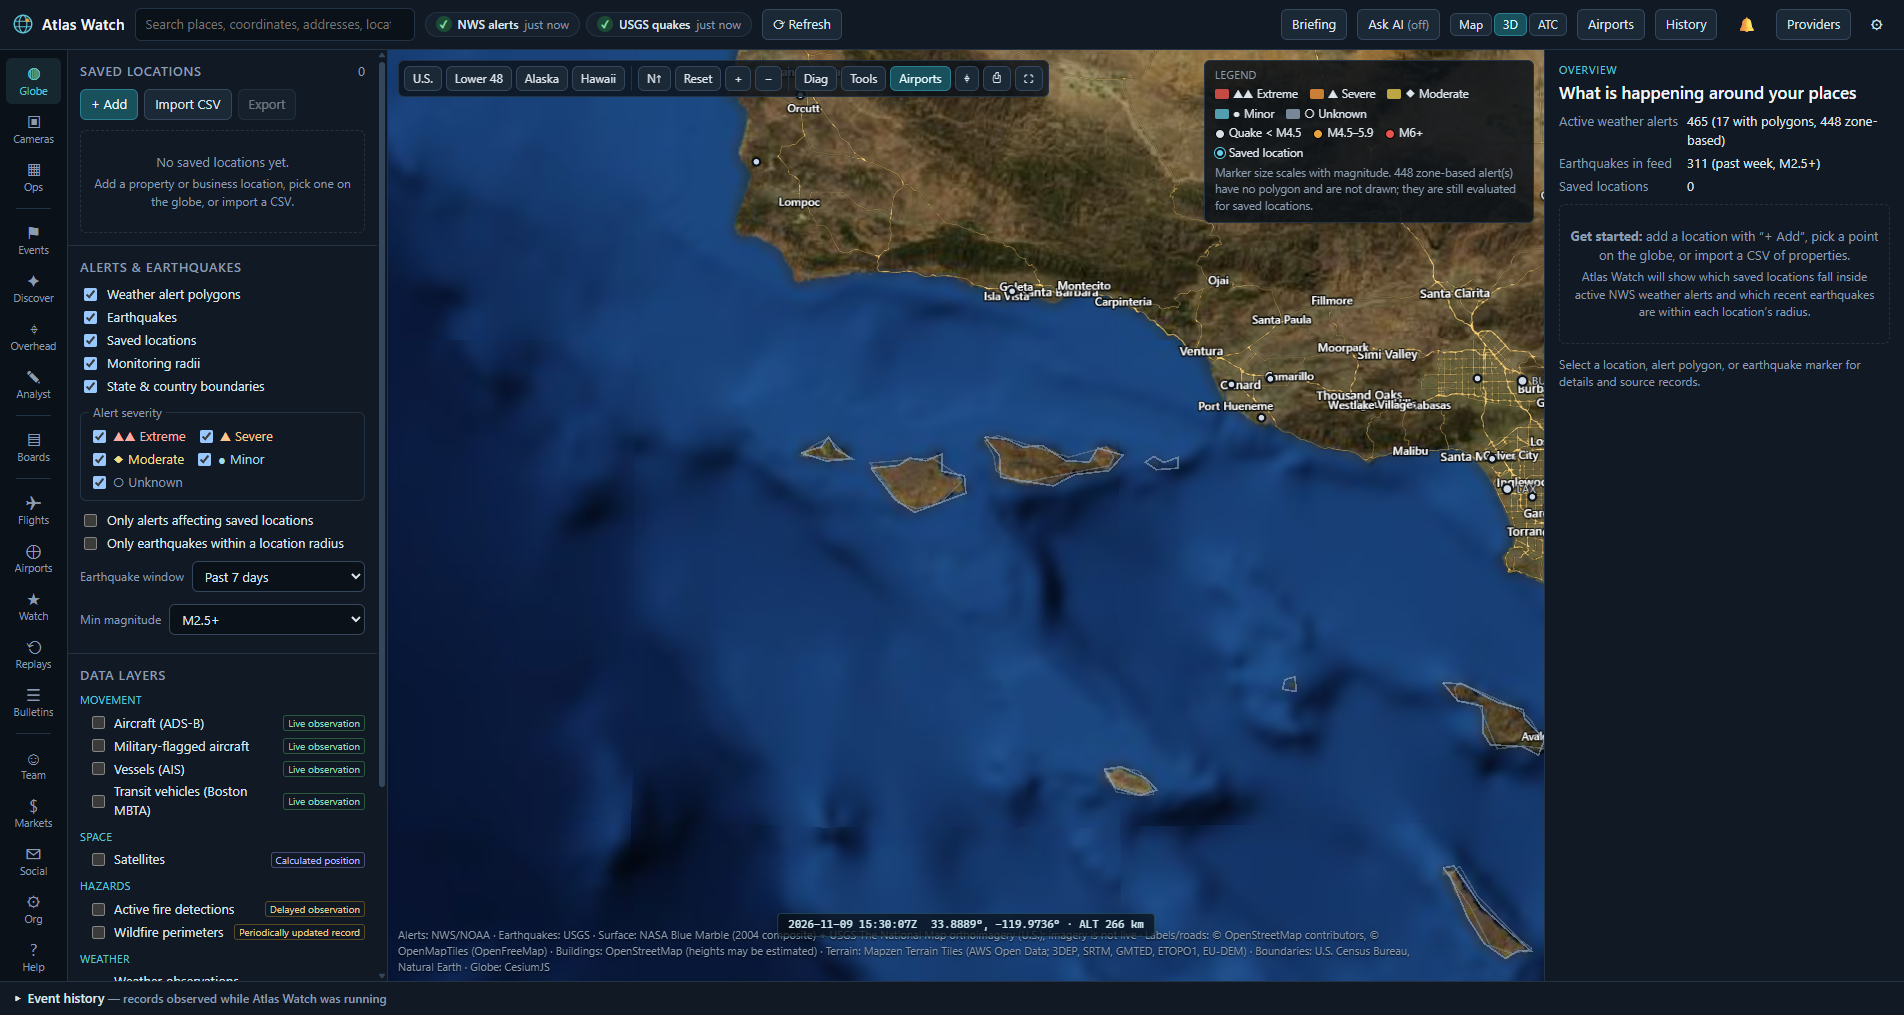 Atlas Watch
Search places, coordinates, addresses, locat
NWS alerts just now
USGS quakes just now
Refresh
Briefing
Ask AI (off)
Map
3D
ATC
Airports
History
Providers
Globe
Cameras
Ops
Events
Discover
Overhead
Analyst
Boards
Flights
Airports
Watch
Replays
Bulletins
Team
Markets
Social
Org
Help
SAVED LOCATIONS 0
+ Add
Import CSV
Export
No saved locations yet.
Add a property or business location, pick one on
the globe, or import a CSV.
ALERTS & EARTHQUAKES
Weather alert polygons
Earthquakes
Saved locations
Monitoring radii
State & country boundaries
Alert severity
Extreme
Severe
Moderate
Minor
Unknown
Only alerts affecting saved locations
Only earthquakes within a location radius
Earthquake window Past 7 days
Min magnitude M2.5+
DATA LAYERS
MOVEMENT
Aircraft (ADS-B) Live observation
Military-flagged aircraft Live observation
Vessels (AIS) Live observation
Transit vehicles (Boston
MBTA) Live observation
SPACE
Satellites Calculated position
HAZARDS
Active fire detections Delayed observation
Wildfire perimeters Periodically updated record
WEATHER
Weather observations
U.S.
Lower 48
Alaska
Hawaii
N↑
Reset
+
−
Diag
Tools
Airports
LEGEND
Extreme Severe Moderate
Minor Unknown
Quake < M4.5 M4.5–5.9 M6+
Saved location
Marker size scales with magnitude. 448 zone-based alert(s)
have no polygon and are not drawn; they are still evaluated
for saved locations.
Orcutt
Lompoc
Goleta
Isla Vista
Santa Barbara
Montecito
Carpinteria
Ojai
Fillmore
Santa Clarita
Santa Paula
Ventura
Moorpark
Simi Valley
Camarillo
Thousand Oaks
Westlake Village
Port Hueneme
Malibu
LAX
2026-11-09 15:30:07Z 33.8889°, −119.9736° · ALT 266 km
Alerts: NWS/NOAA · Earthquakes: USGS · Surface: NASA Blue Marble (2004 composite) · USGS The National Map orthoimagery (U.S.), imagery is not live · Labels/roads: © OpenStreetMap contributors, ©
OpenMapTiles (OpenFreeMap) · Buildings: OpenStreetMap (heights may be estimated) · Terrain: Mapzen Terrain Tiles (AWS Open Data; 3DEP, SRTM, GMTED, ETOPO1, EU-DEM) · Boundaries: U.S. Census Bureau,
Natural Earth · Globe: CesiumJS
OVERVIEW
What is happening around your places
Active weather alerts 465 (17 with polygons, 448 zone-
based)
Earthquakes in feed 311 (past week, M2.5+)
Saved locations 0
Get started: add a location with “+ Add”, pick a point
on the globe, or import a CSV of properties.
Atlas Watch will show which saved locations fall inside
active NWS weather alerts and which recent earthquakes
are within each location’s radius.
Select a location, alert polygon, or earthquake marker for
details and source records.
Event history — records observed while Atlas Watch was running